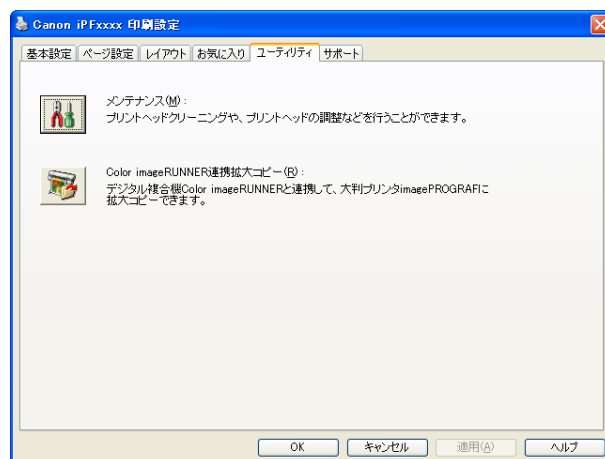 Canon iPFxxxx 印刷設定
基本設定 ページ設定 レイアウト お気に入り ユーティリティ サポート
メンテナンス(M) :
プリントヘッドクリーニングや、プリントヘッドの調整などを行うことができます。
Color imageRUNNER連携拡大コピー(R) :
デジタル複合機Color imageRUNNERと連携して、大判プリンタimagePROGRAFに
拡大コピーできます。
OK キャンセル 適用(A) ヘルプ